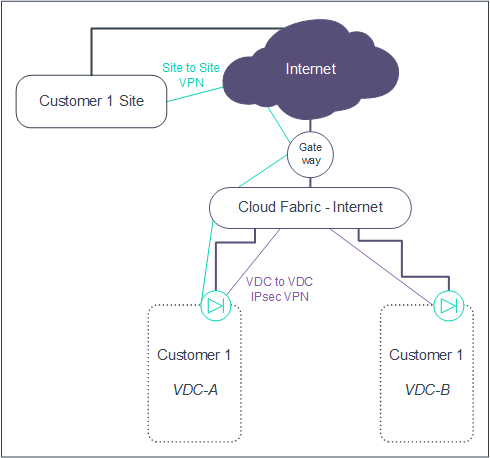 Internet
Site to Site
VPN
Customer 1 Site
Gate
way
Cloud Fabric - Internet
VDC to VDC
IPsec VPN
Customer 1
VDC-A
Customer 1
VDC-B